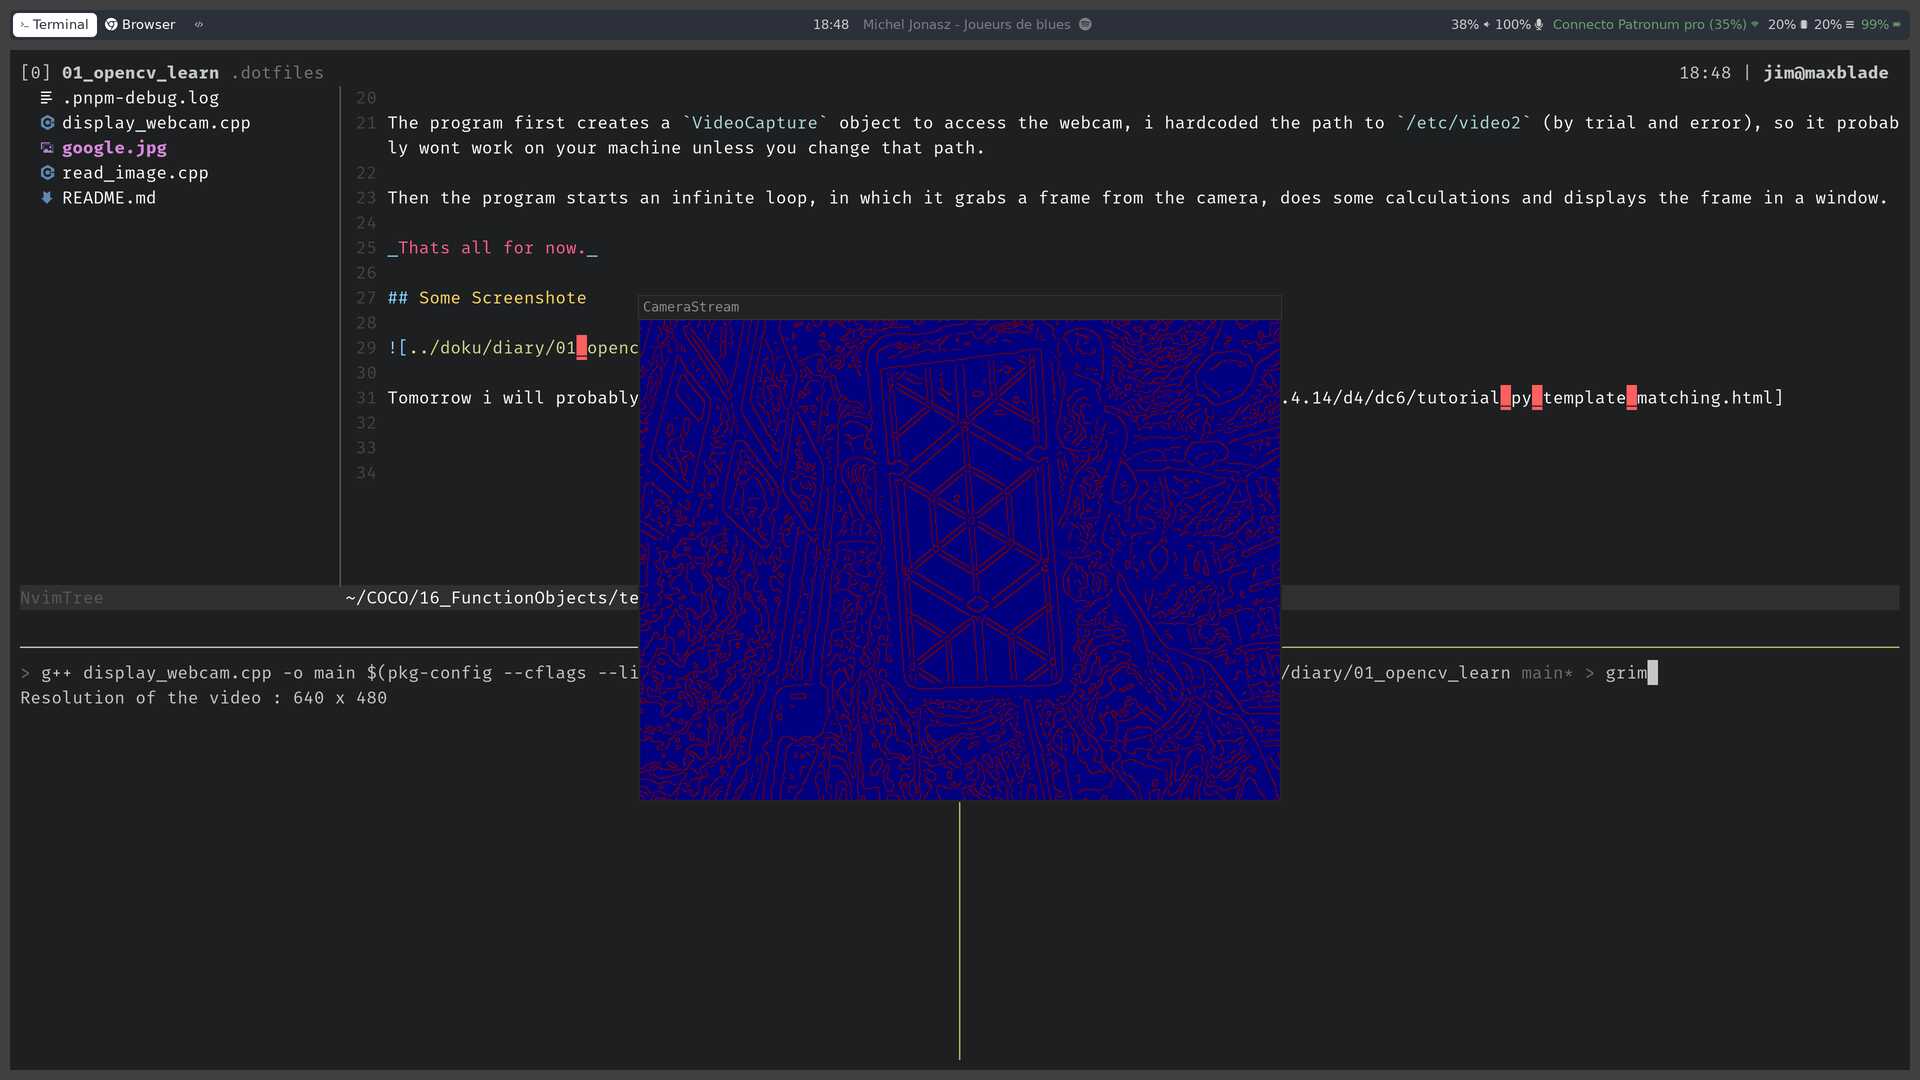 Terminal Browser
18:48 Michel Jonasz - Joueurs de blues
38% 100% Connecto Patronum pro (35%) 20% 20% 99%
[0] 01_opencv_learn .dotfiles
18:48 | jim@maxblade
.pnpm-debug.log
display_webcam.cpp
google.jpg
read_image.cpp
README.md
20
21 The program first creates a `VideoCapture` object to access the webcam, i hardcoded the path to `/etc/video2` (by trial and error), so it probab
ly wont work on your machine unless you change that path.
22
23 Then the program starts an infinite loop, in which it grabs a frame from the camera, does some calculations and displays the frame in a window.
24
25 _Thats all for now._
26
27 ## Some Screenshote
28
29 ![../doku/diary/01_openc
30
31 Tomorrow i will probably .4.14/d4/dc6/tutorial_py_template_matching.html]
32
33
34
CameraStream
NvimTree ~/COCO/16_FunctionObjects/te
> g++ display_webcam.cpp -o main $(pkg-config --cflags --li
Resolution of the video : 640 x 480
/diary/01_opencv_learn main* > grim